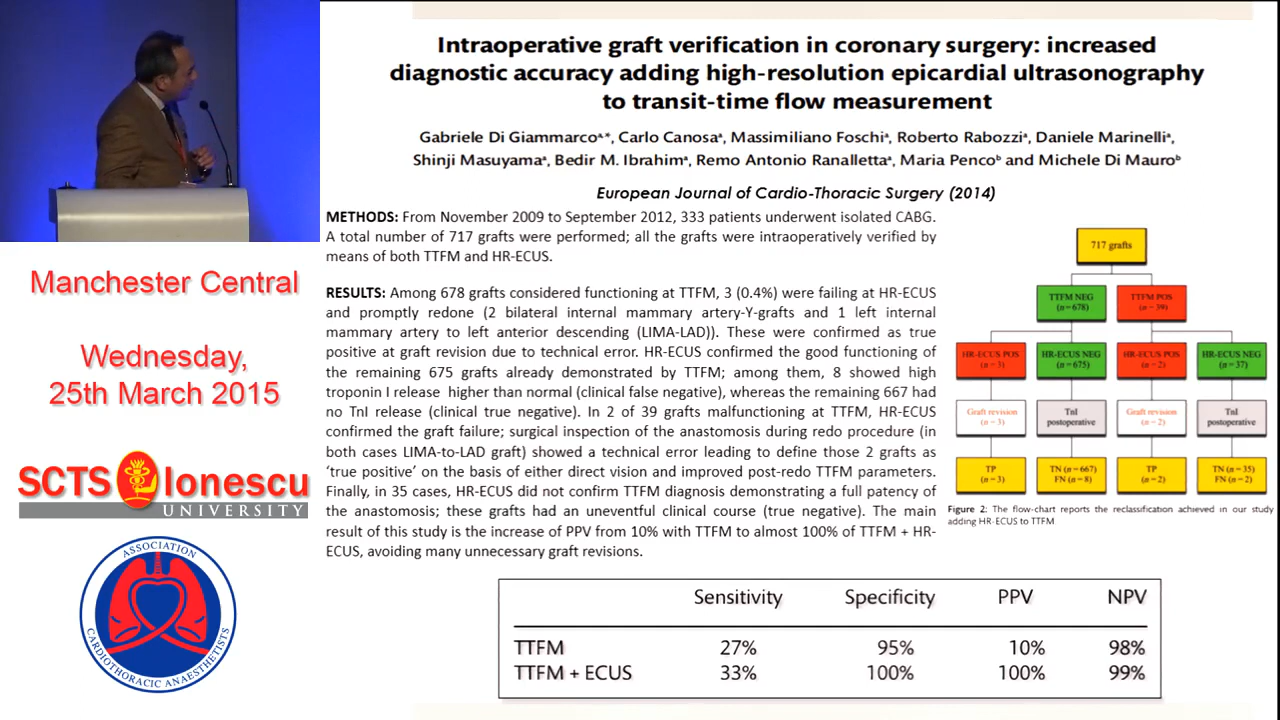 Intraoperative graft verification in coronary surgery: increased
diagnostic accuracy adding high-resolution epicardial ultrasonography
to transit-time flow measurement
Gabriele Di Giammarcoᵃ,*, Carlo Canosaᵃ, Massimiliano Foschiᵃ, Roberto Rabozziᵃ, Daniele Marinelliᵃ,
Shinji Masuyamaᵃ, Bedir M. Ibrahimᵃ, Remo Antonio Ranallettaᵃ, Maria Pencoᵇ and Michele Di Mauroᵇ
European Journal of Cardio-Thoracic Surgery (2014)
METHODS: From November 2009 to September 2012, 333 patients underwent isolated CABG.
A total number of 717 grafts were performed; all the grafts were intraoperatively verified by
means of both TTFM and HR-ECUS.
RESULTS: Among 678 grafts considered functioning at TTFM, 3 (0.4%) were failing at HR-ECUS
and promptly redone (2 bilateral internal mammary artery-Y-grafts and 1 left internal
mammary artery to left anterior descending (LIMA-LAD)). These were confirmed as true
positive at graft revision due to technical error. HR-ECUS confirmed the good functioning of
the remaining 675 grafts already demonstrated by TTFM; among them, 8 showed high
troponin I release higher than normal (clinical false negative), whereas the remaining 667 had
no TnI release (clinical true negative). In 2 of 39 grafts malfunctioning at TTFM, HR-ECUS
confirmed the graft failure; surgical inspection of the anastomosis during redo procedure (in
both cases LIMA-to-LAD graft) showed a technical error leading to define those 2 grafts as
‘true positive’ on the basis of either direct vision and improved post-redo TTFM parameters.
Finally, in 35 cases, HR-ECUS did not confirm TTFM diagnosis demonstrating a full patency of
the anastomosis; these grafts had an uneventful clinical course (true negative). The main
result of this study is the increase of PPV from 10% with TTFM to almost 100% of TTFM + HR-
ECUS, avoiding many unnecessary graft revisions.
717 grafts
TTFM NEG TTFM POS
(n=678) (n=39)
HR-ECUS POS HR-ECUS NEG HR-ECUS POS HR-ECUS NEG
(n=3) (n=675) (n=2) (n=37)
Graft revision TnI Graft revision TnI
(n=3) postoperative (n=2) postoperative
TP TN (n=667) TP TN (n=35)
(n=3) FN (n=8) (n=2) FN (n=2)
Figure 2: The flow-chart reports the reclassification achieved in our study
adding HR-ECUS to TTFM
Sensitivity Specificity PPV NPV
TTFM 27% 95% 10% 98%
TTFM + ECUS 33% 100% 100% 99%
Manchester Central
Wednesday,
25th March 2015
SCTS Ionescu
UNIVERSITY
ASSOCIATION
CARDIOTHORACIC ANAESTHETISTS